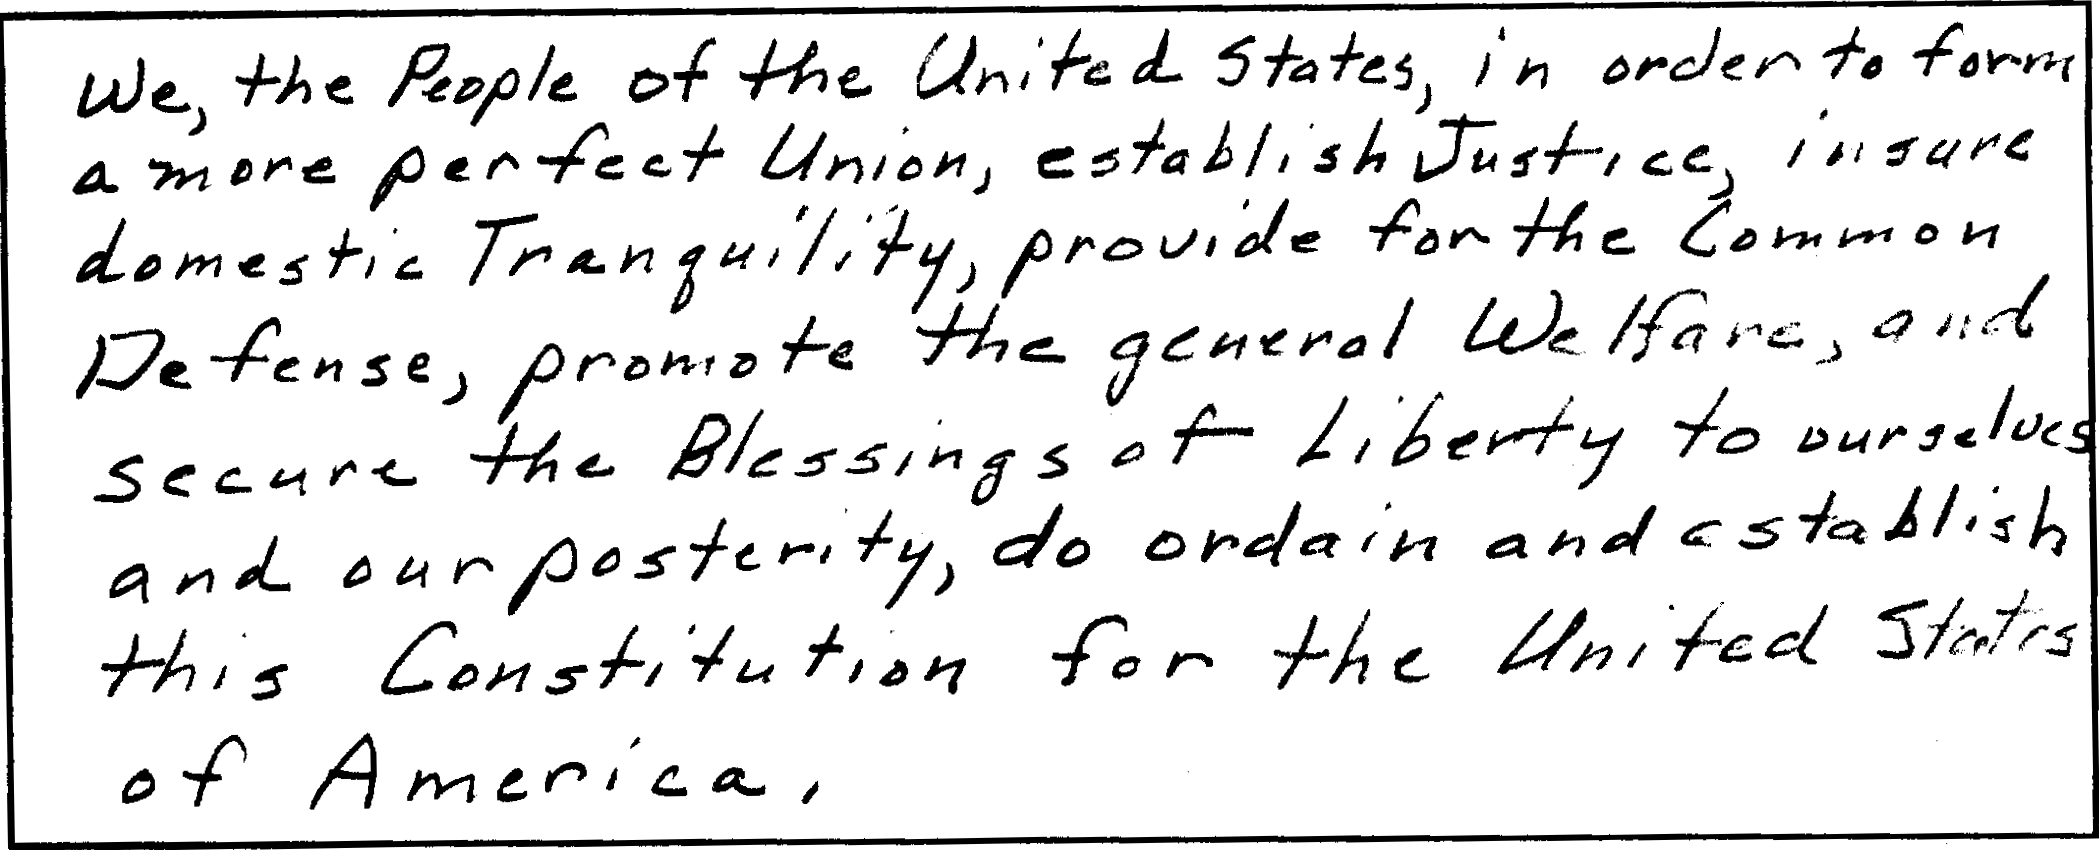 We, the People of the United States, in order to form
a more perfect Union, establish Justice, insure
domestic Tranquility, provide for the Common
Defense, promote the general Welfare, and
secure the Blessings of Liberty to ourselves
and our posterity, do ordain and establish
this Constitution for the United States
of America.